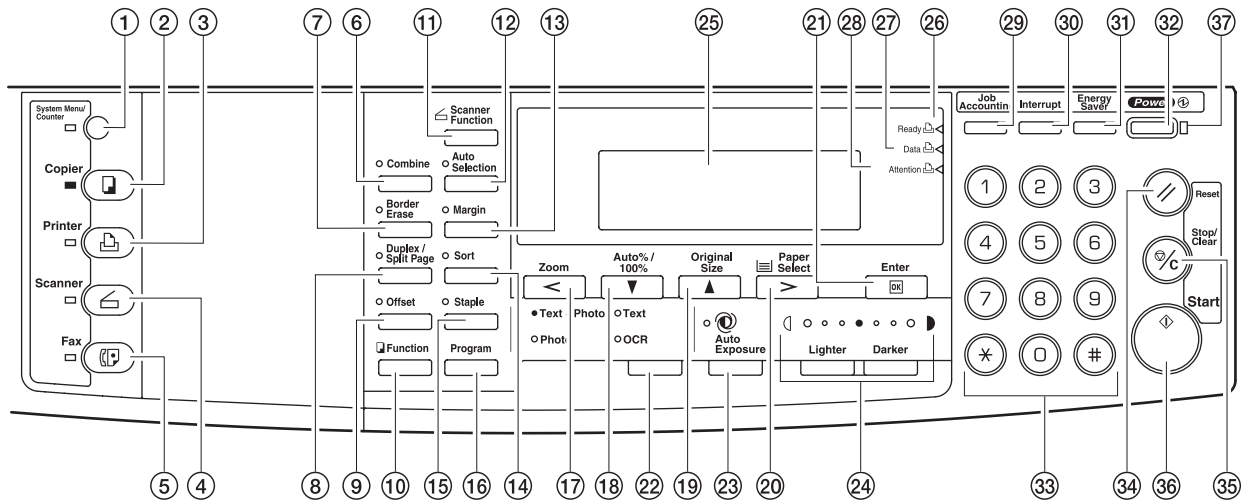 1 2 3 7 6 11 12 13 25 21 28 27 26 29 30 31 32 37
System Menu/
Counter
Copier
Printer
Scanner
Fax
Scanner
Function
Combine
Auto
Selection
Border
Erase
Margin
Duplex /
Split Page
Sort
Offset
Staple
Function
Program
Ready
Data
Attention
Zoom
Auto% /
100%
Original
Size
Paper
Select
Enter
<
▼
▲
>
OK
Text Photo Text
OCR
Auto
Exposure
Lighter Darker
Job
Accounting
Interrupt
Energy
Saver
Power
1 2 3
4 5 6
7 8 9
* 0 #
Reset
Stop/
Clear
/C
Start
5 4 8 9 10 15 16 14 17 18 22 19 23 20 24 33 34 36 35